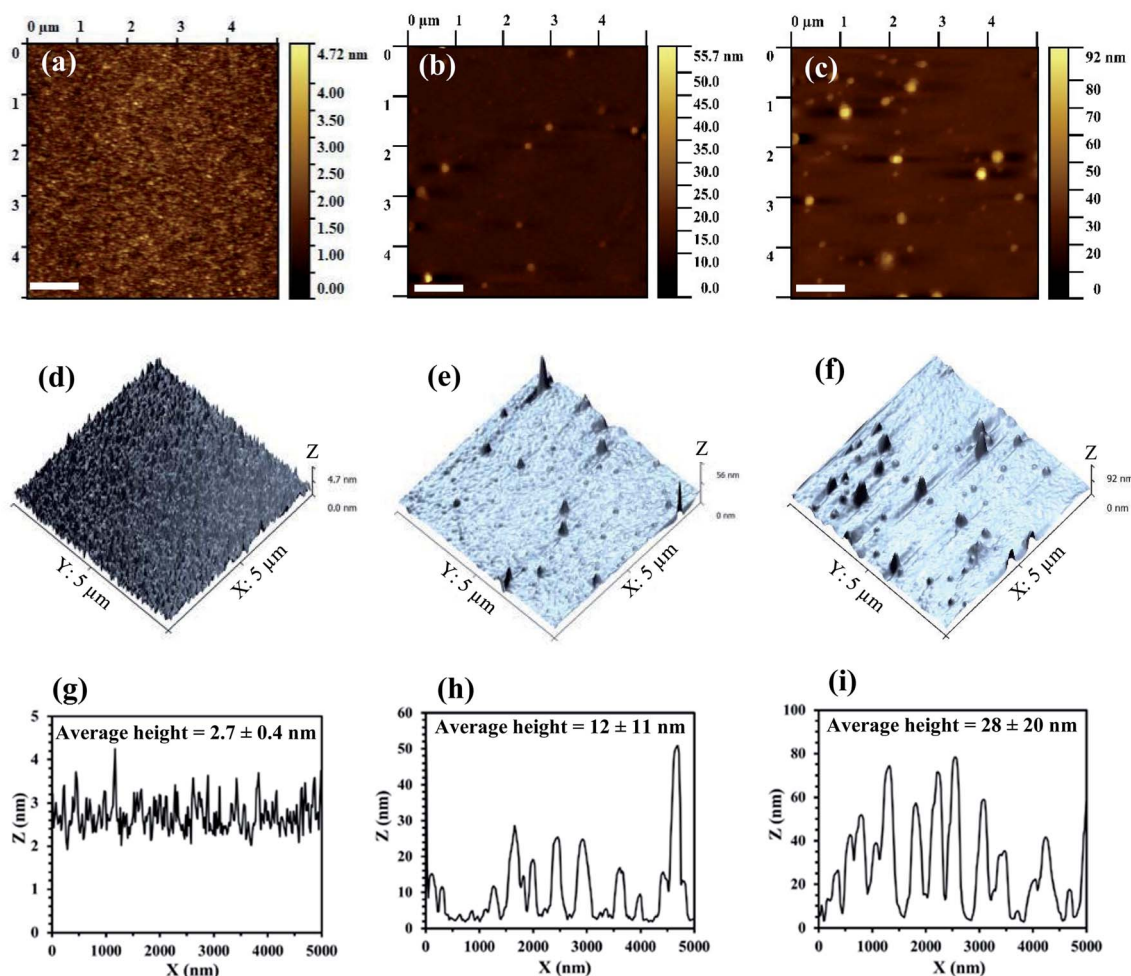 0 µm 1 2 3 4
0
1
2
3
4
(a)
4.72 nm
4.00
3.50
3.00
2.50
2.00
1.50
1.00
0.00
0 µm 1 2 3 4
0
1
2
3
4
(b)
55.7 nm
50.0
45.0
40.0
35.0
30.0
25.0
20.0
15.0
10.0
0.0
0 µm 1 2 3 4
0
1
2
3
4
(c)
92 nm
80
70
60
50
40
30
20
0
(d)
Z
4.7 nm
0.0 nm
Y: 5 µm
X: 5 µm
(e)
Z
56 nm
0 nm
Y: 5 µm
X: 5 µm
(f)
Z
92 nm
0 nm
Y: 5 µm
X: 5 µm
(g)
Average height = 2.7 ± 0.4 nm
Z (nm)
5
4
3
2
1
0
0 1000 2000 3000 4000 5000
X (nm)
(h)
Average height = 12 ± 11 nm
Z (nm)
60
50
40
30
20
10
0
0 1000 2000 3000 4000 5000
X (nm)
(i)
Average height = 28 ± 20 nm
Z (nm)
100
80
60
40
20
0
0 1000 2000 3000 4000 5000
X (nm)